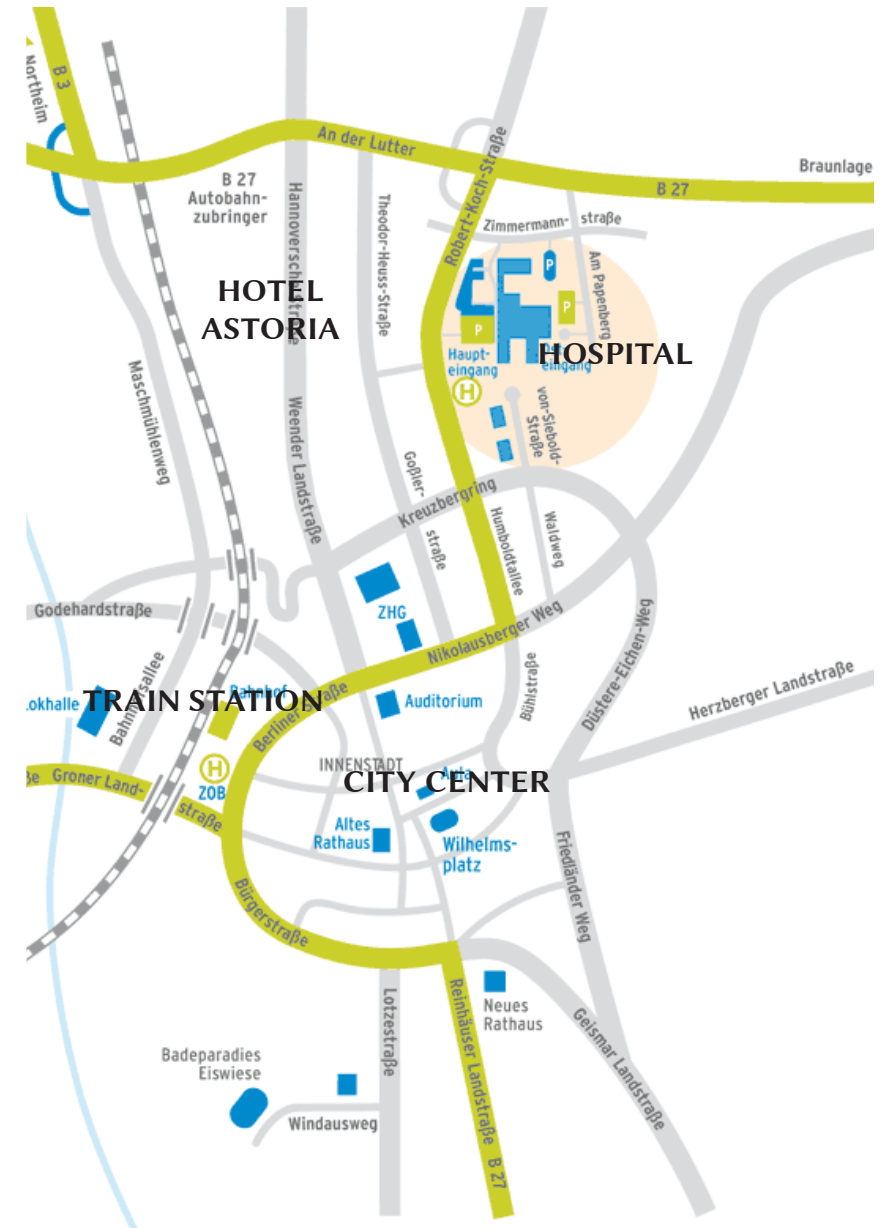 B 3
Northeim
An der Lutter
B 27
Braunlage
B 27
Autobahn-
zubringer
Hannoversche Straße
Theodor-Heuss-Straße
Robert-Koch-Straße
Zimmermann-
straße
Am Papenberg
P
P
P
HOTEL
ASTORIA
Haupt-
eingang
Ost-
eingang
HOSPITAL
H
von-Siebold-
Straße
Maschmühlenweg
Weender Landstraße
Goßler-
straße
Kreuzbergring
Humboldtallee
Waldweg
ZHG
Godehardstraße
Nikolausberger Weg
Düstere-Eichen-Weg
Bühlstraße
Herzberger Landstraße
Lokhalle
Bahnhofsallee
Bahnhof
TRAIN STATION
Berliner Straße
Auditorium
INNENSTADT
Aula
CITY CENTER
H
ZOB
ße Groner Land-
straße
Altes
Rathaus
Wilhelms-
platz
Friedländer Weg
Bürgerstraße
Neues
Rathaus
Lotzestraße
Reinhäuser Landstraße B 27
Geismar Landstraße
Badeparadies
Eiswiese
Windausweg